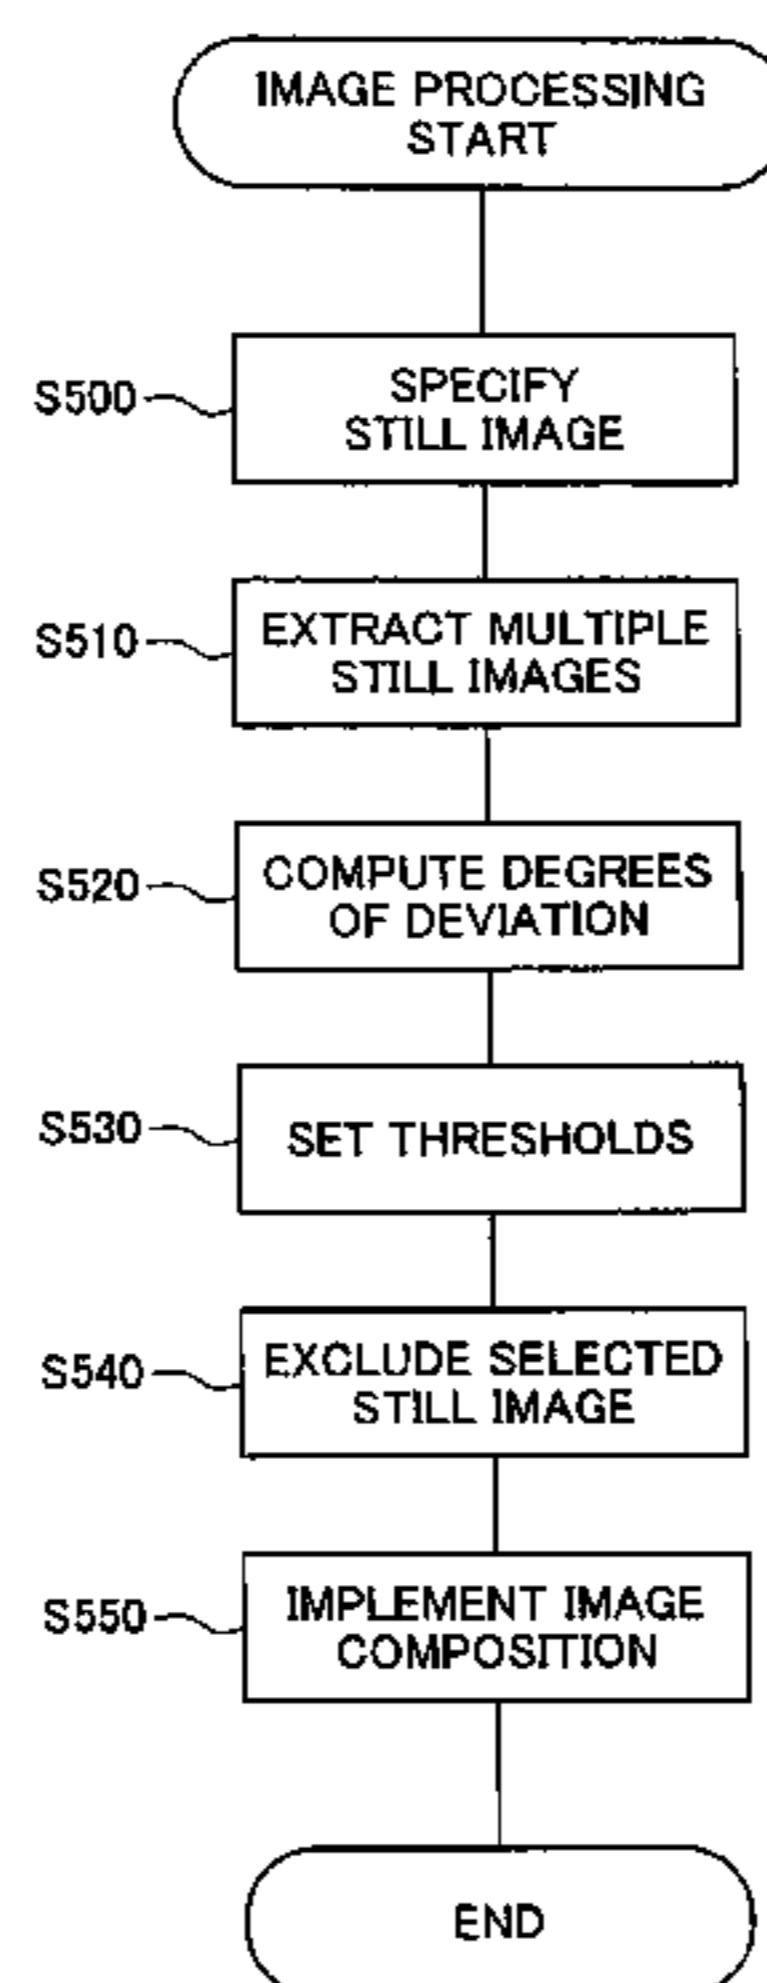 IMAGE PROCESSING
START
S500
SPECIFY
STILL IMAGE
S510
EXTRACT MULTIPLE
STILL IMAGES
S520
COMPUTE DEGREES
OF DEVIATION
S530
SET THRESHOLDS
S540
EXCLUDE SELECTED
STILL IMAGE
S550
IMPLEMENT IMAGE
COMPOSITION
END